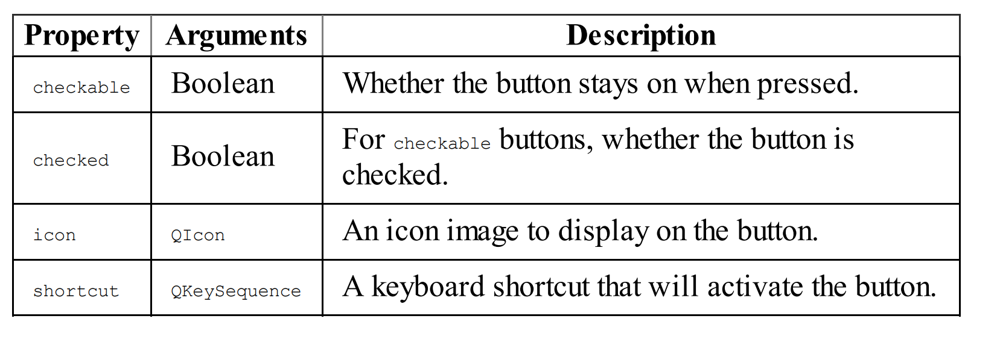 Property Arguments Description
checkable Boolean Whether the button stays on when pressed.
checked Boolean For checkable buttons, whether the button is
checked.
icon QIcon An icon image to display on the button.
shortcut QKeySequence A keyboard shortcut that will activate the button.